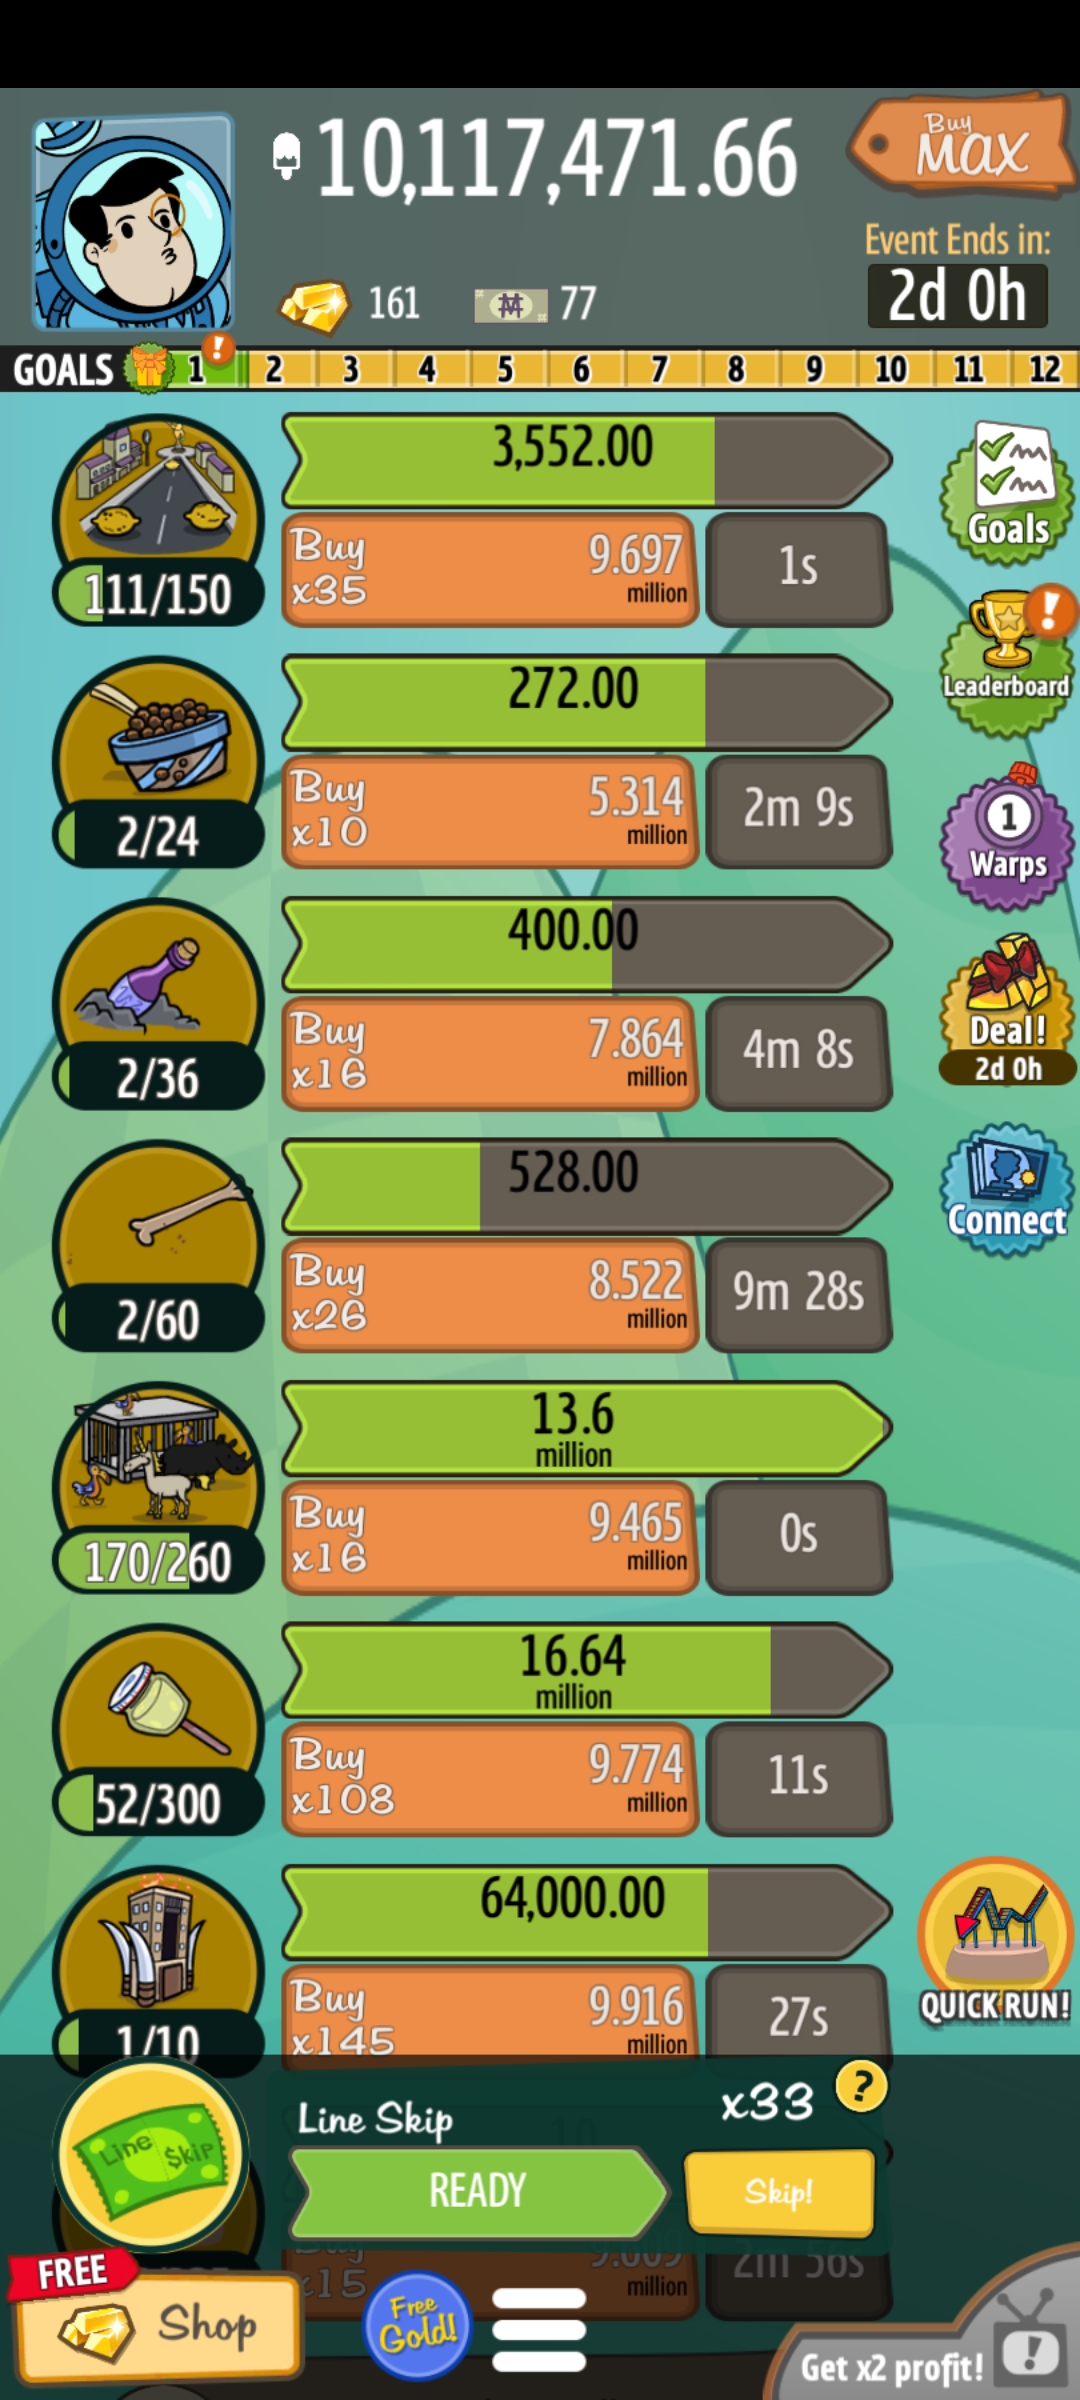 10,117,471.66
Buy
MAX
Event Ends in:
161
77
2d 0h
GOALS 1 ! 2 3 4 5 6 7 8 9 10 11 12
3,552.00
Buy
x35
9.697
million
1s
111/150
Goals
272.00
Buy
x10
5.314
million
2m 9s
2/24
!
Leaderboard
400.00
Buy
x16
7.864
million
4m 8s
2/36
1
Warps
528.00
Buy
x26
8.522
million
9m 28s
2/60
Deal!
2d 0h
Connect
13.6
million
Buy
x16
9.465
million
0s
170/260
16.64
million
Buy
x108
9.774
million
11s
52/300
64,000.00
Buy
x145
9.916
million
27s
1/10
QUICK RUN!
Line Skip
Line Skip
x33
?
READY
Skip!
Buy
x15
million
2m 56s
FREE
Shop
Free
Gold!
Get x2 profit!
!